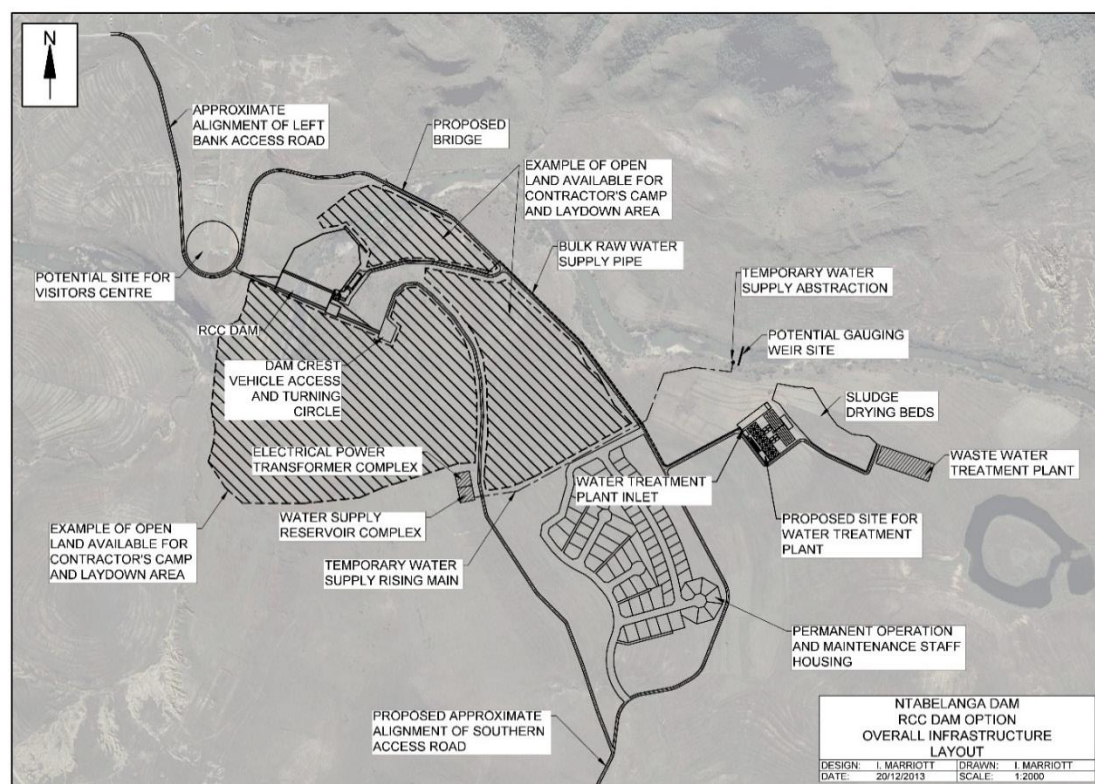 N
APPROXIMATE
ALIGNMENT OF LEFT
BANK ACCESS ROAD
PROPOSED
BRIDGE
EXAMPLE OF OPEN
LAND AVAILABLE FOR
CONTRACTOR'S CAMP
AND LAYDOWN AREA
BULK RAW WATER
SUPPLY PIPE
TEMPORARY WATER
SUPPLY ABSTRACTION
POTENTIAL SITE FOR
VISITORS CENTRE
RCC DAM
POTENTIAL GAUGING
WEIR SITE
DAM CREST
VEHICLE ACCESS
AND TURNING
CIRCLE
SLUDGE
DRYING BEDS
ELECTRICAL POWER
TRANSFORMER COMPLEX
WASTE WATER
TREATMENT PLANT
WATER TREATMENT
PLANT INLET
WATER SUPPLY
RESERVOIR COMPLEX
PROPOSED SITE FOR
WATER TREATMENT
PLANT
EXAMPLE OF OPEN
LAND AVAILABLE FOR
CONTRACTOR'S CAMP
AND LAYDOWN AREA
TEMPORARY WATER
SUPPLY RISING MAIN
PERMANENT OPERATION
AND MAINTENANCE STAFF
HOUSING
PROPOSED APPROXIMATE
ALIGNMENT OF SOUTHERN
ACCESS ROAD
NTABELANGA DAM
RCC DAM OPTION
OVERALL INFRASTRUCTURE
LAYOUT
DESIGN: I. MARRIOTT DRAWN: I. MARRIOTT
DATE: 20/12/2013 SCALE: 1:2000